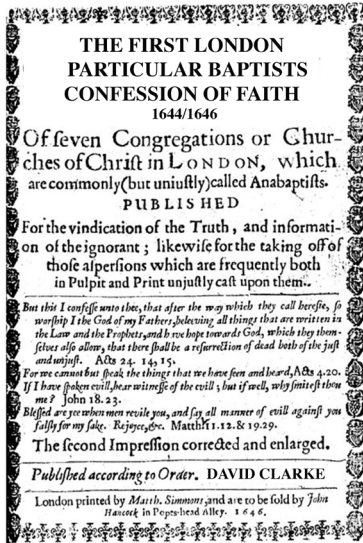 THE FIRST LONDON
PARTICULAR BAPTISTS
CONFESSION OF FAITH
1644/1646
Of ſeven Congregations or Chur-
ches of Chriſt in LONDON, which
are commonly(but uniuſtly)called Anabaptiſts.
PUBLISHED
For the vindication of the Truth, and informati-
on of the ignorant; likewiſe for the taking off of
thoſe aſperſions which are frequently both
in Pulpit and Print unjuſtly caſt upon them.
But this I confeſſe unto thee, that after the way which they call hereſie, ſo
worſhip I the God of my Fathers, beleeving all things that are written in
the Law and the Prophets, and have hope towards God, which they them-
ſelves alſo allow, that there ſhall be a reſurrection of dead both of the juſt
and unjuſt. Acts 24. 14, 15.
For we cannot but ſpeak the things that we have ſeen and heard, Acts 4.20.
If I have ſpoken evill, bear witneſſe of the evill; but if well, why ſmiteſt thou
me? John 18.23.
Bleſſed are yee when men revile you, and ſay all manner of evill againſt you
falſly for my ſake. Rejoyce, &c. Matth. 11.12. & 19.29.
The ſecond Impreſſion corrected and enlarged.
Publiſhed according to Order. DAVID CLARKE
London printed by Matth. Simmons, and are to be ſold by John
Hancock in Popes-head Alley. 1646.